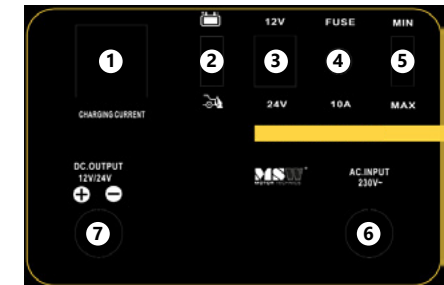 12V FUSE MIN
1 2 3 4 5
24V 10A MAX
CHARGING CURRENT
DC.OUTPUT
12V/24V
+ −
MSW
MOTOR TECHNICS
AC.INPUT
230V~
7 6